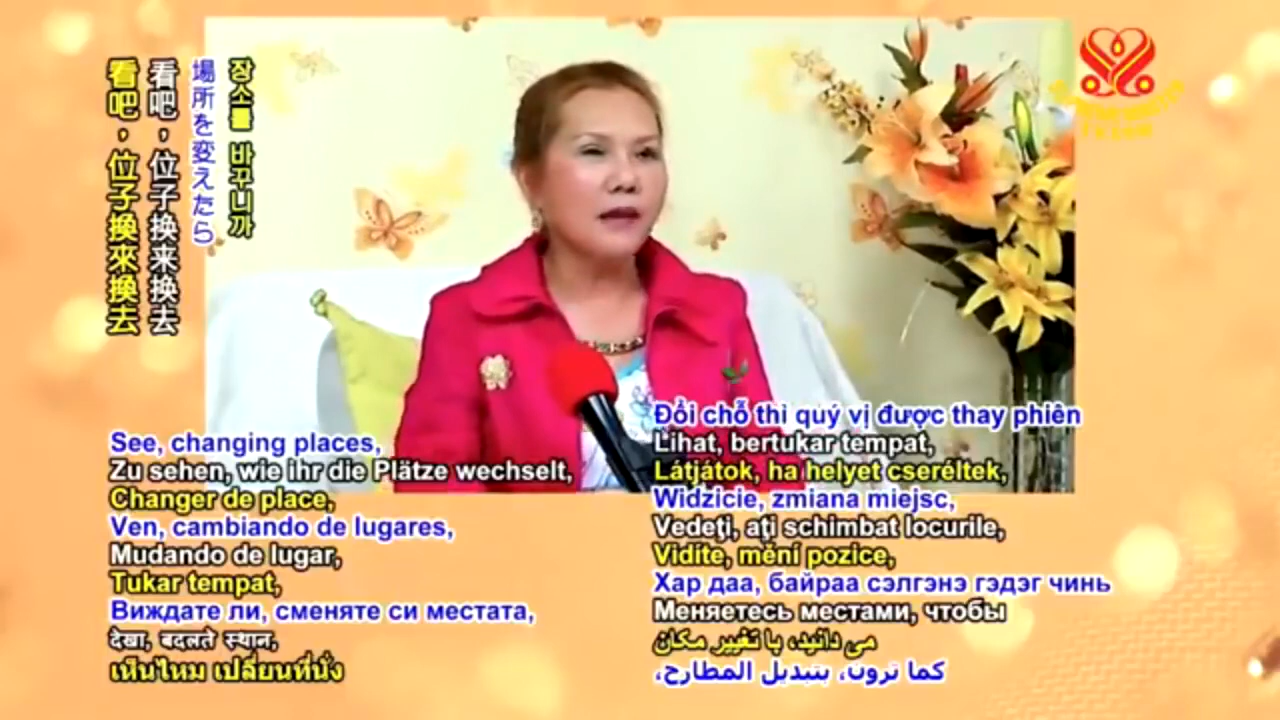 看吧，位子換來換去
看吧，位子换来换去
場所を変えたら
장소를 바꾸니까
See, changing places,
Zu sehen, wie ihr die Plätze wechselt,
Changer de place,
Ven, cambiando de lugares,
Mudando de lugar,
Tukar tempat,
Виждате ли, сменяте си местата,
देखा, बदलते स्थान,
เห็นไหม เปลี่ยนที่นั่ง
Đổi chỗ thì quý vị được thay phiên
Lihat, bertukar tempat,
Látjátok, ha helyet cseréltek,
Widzicie, zmiana miejsc,
Vedeţi, aţi schimbat locurile,
Vidíte, mění pozice,
Хар даа, байраа сэлгэнэ гэдэг чинь
Меняетесь местами, чтобы
می دانید، با تغییر مکان
كما ترون، بتبديل المطارح،